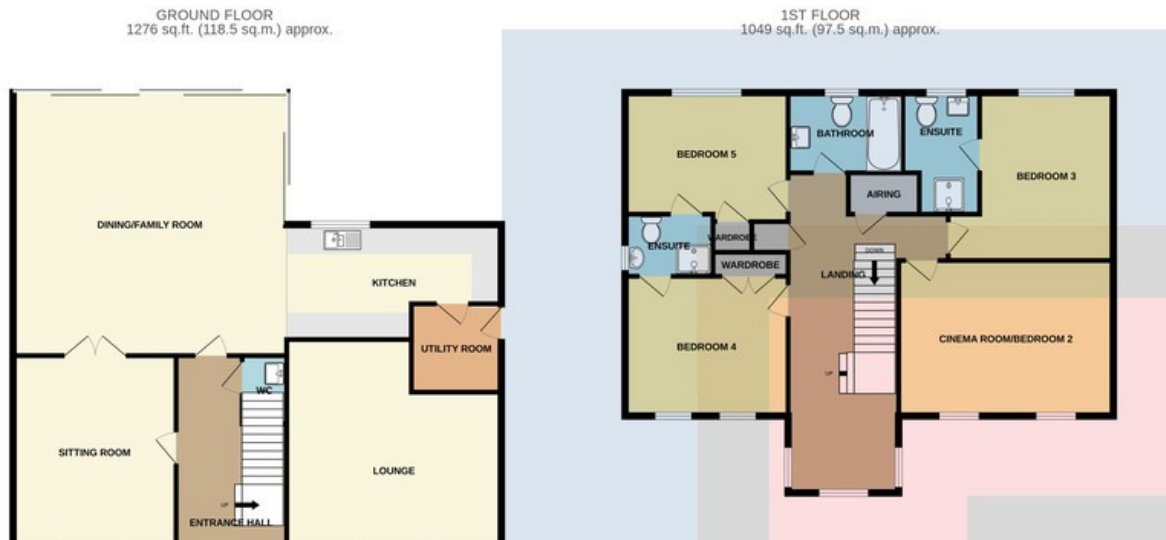 GROUND FLOOR
1276 sq.ft. (118.5 sq.m.) approx.
DINING/FAMILY ROOM
KITCHEN
UTILITY ROOM
WC
SITTING ROOM
LOUNGE
UP
ENTRANCE HALL
1ST FLOOR
1049 sq.ft. (97.5 sq.m.) approx.
BATHROOM
ENSUITE
BEDROOM 5
BEDROOM 3
AIRING
WARDROBE
ENSUITE
DOWN
WARDROBE
LANDING
CINEMA ROOM/BEDROOM 2
BEDROOM 4
UP